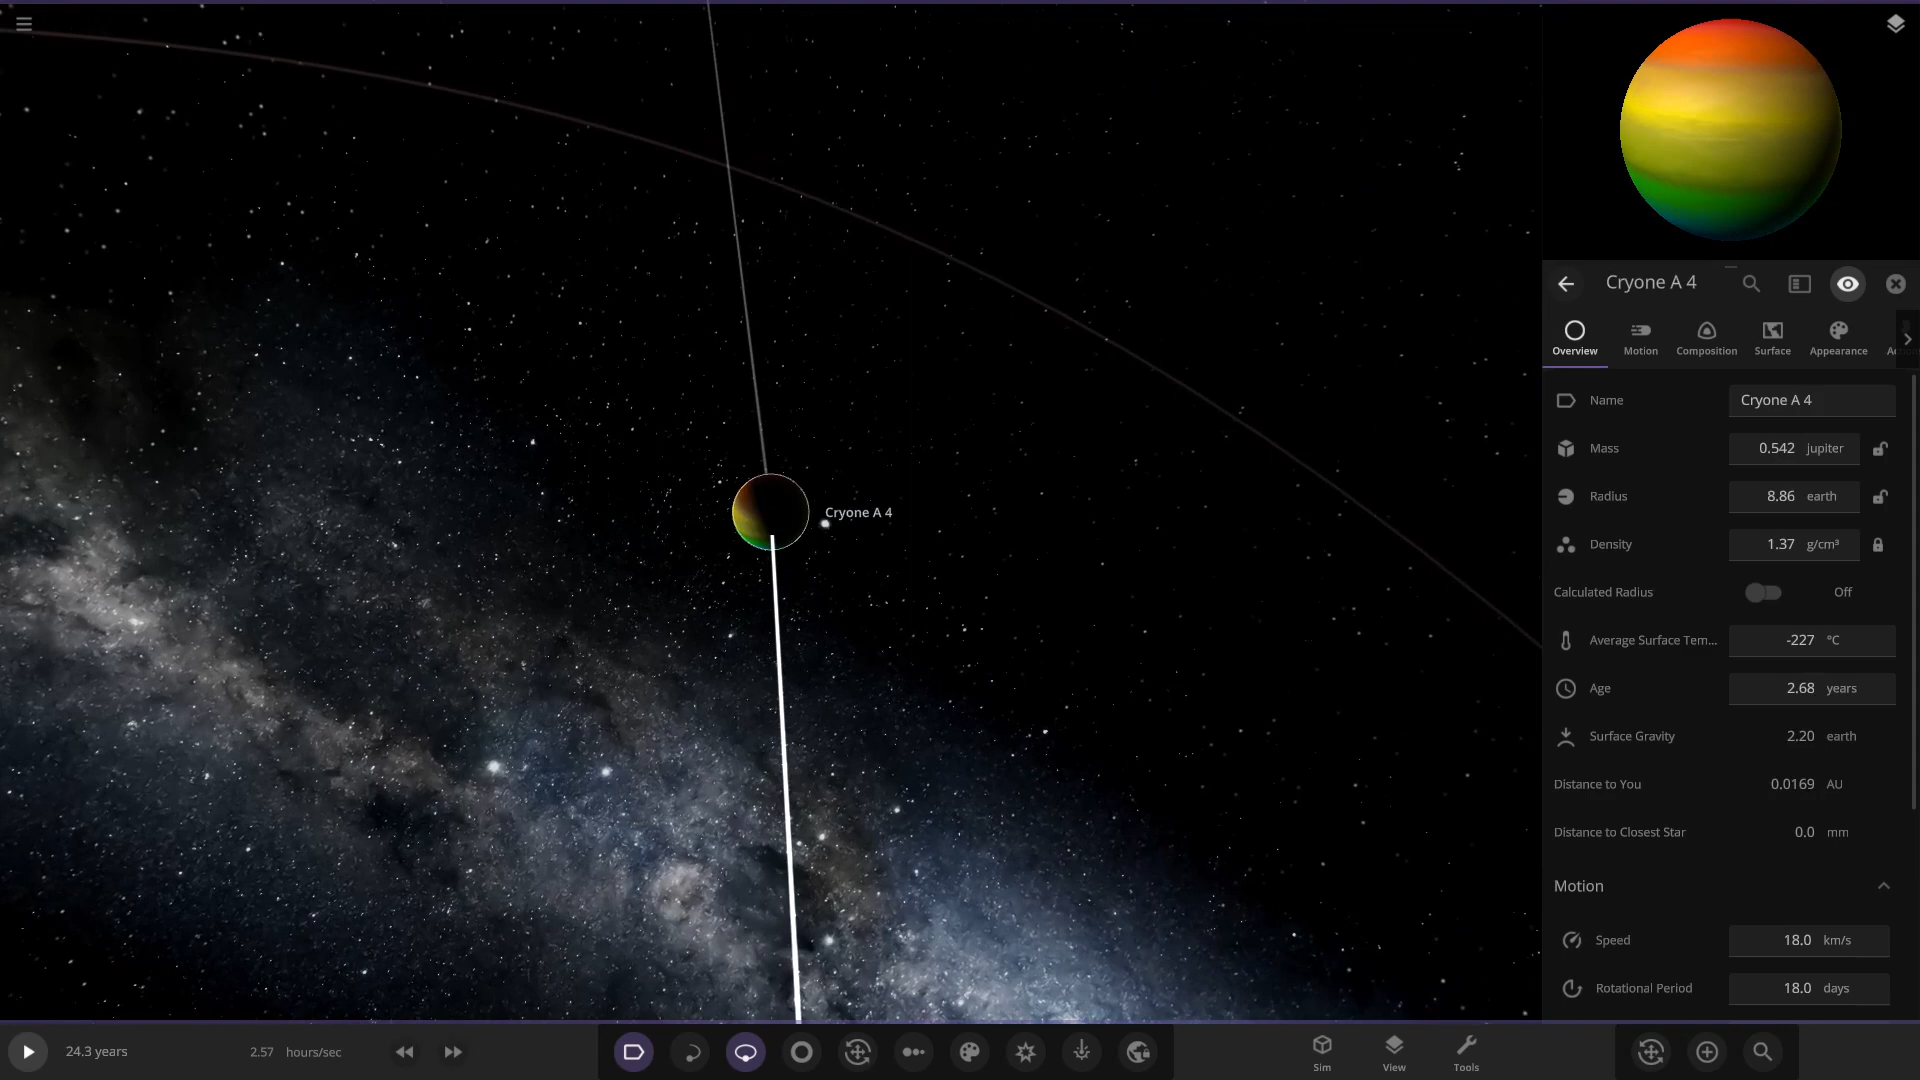 Cryone A 4
Cryone A 4
Overview
Motion
Composition
Surface
Appearance
Name
Cryone A 4
Mass
0.542 jupiter
Radius
8.86 earth
Density
1.37 g/cm³
Calculated Radius
Off
Average Surface Tem...
-227 °C
Age
2.68 years
Surface Gravity
2.20 earth
Distance to You
0.0169 AU
Distance to Closest Star
0.0 mm
Motion
Speed
18.0 km/s
Rotational Period
18.0 days
24.3 years
2.57 hours/sec
Sim
View
Tools